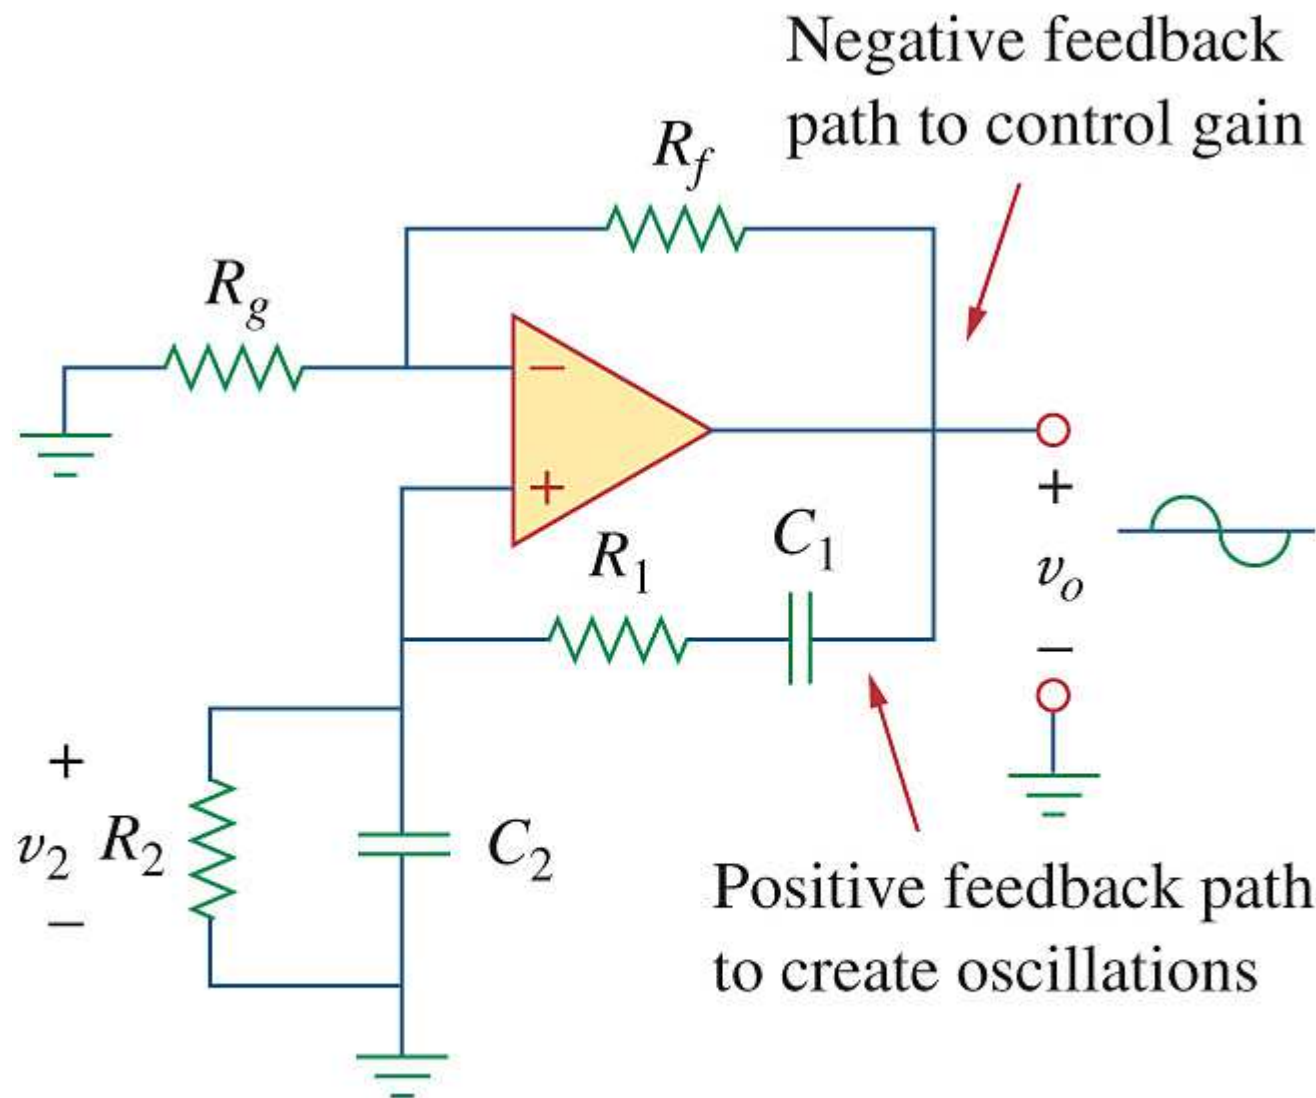 Negative feedback
path to control gain
R_f
R_g
−
+
R_1
C_1
+
v_o
−
+
v_2
−
R_2
C_2
Positive feedback path
to create oscillations